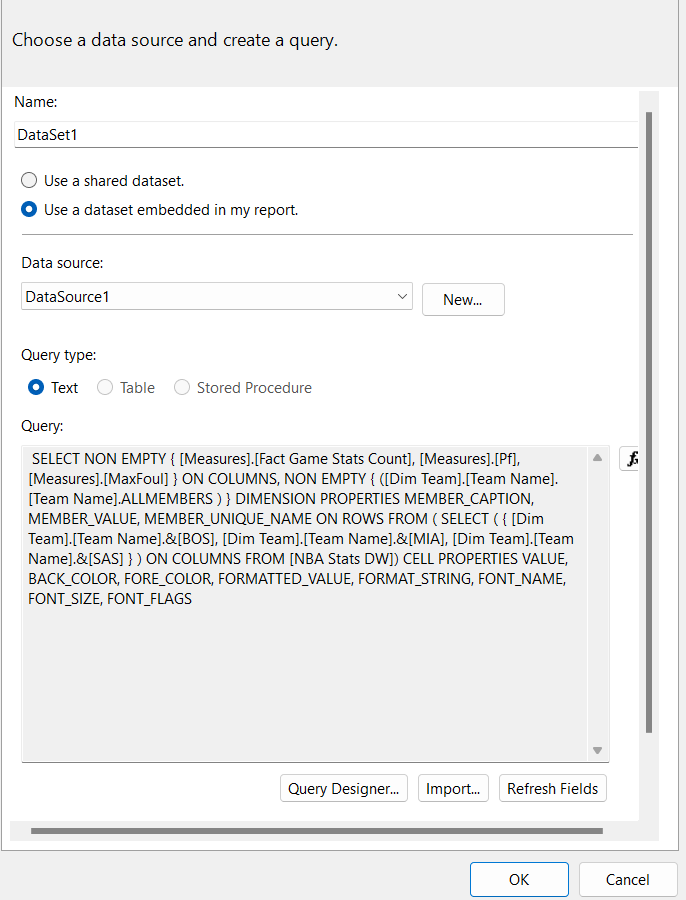 Choose a data source and create a query.
Name:
DataSet1
Use a shared dataset.
Use a dataset embedded in my report.
Data source:
DataSource1
New...
Query type:
Text
Table
Stored Procedure
Query:
SELECT NON EMPTY { [Measures].[Fact Game Stats Count], [Measures].[Pf],
[Measures].[MaxFoul] } ON COLUMNS, NON EMPTY { ([Dim Team].[Team Name].
[Team Name].ALLMEMBERS ) } DIMENSION PROPERTIES MEMBER_CAPTION,
MEMBER_VALUE, MEMBER_UNIQUE_NAME ON ROWS FROM ( SELECT ( { [Dim
Team].[Team Name].&[BOS], [Dim Team].[Team Name].&[MIA], [Dim Team].[Team
Name].&[SAS] } ) ON COLUMNS FROM [NBA Stats DW]) CELL PROPERTIES VALUE,
BACK_COLOR, FORE_COLOR, FORMATTED_VALUE, FORMAT_STRING, FONT_NAME,
FONT_SIZE, FONT_FLAGS
Query Designer...
Import...
Refresh Fields
OK
Cancel